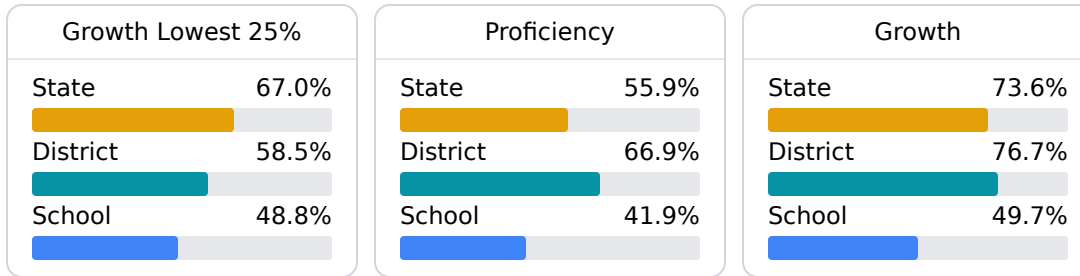 Growth Lowest 25%
State 67.0%
District 58.5%
School 48.8%
Proficiency
State 55.9%
District 66.9%
School 41.9%
Growth
State 73.6%
District 76.7%
School 49.7%